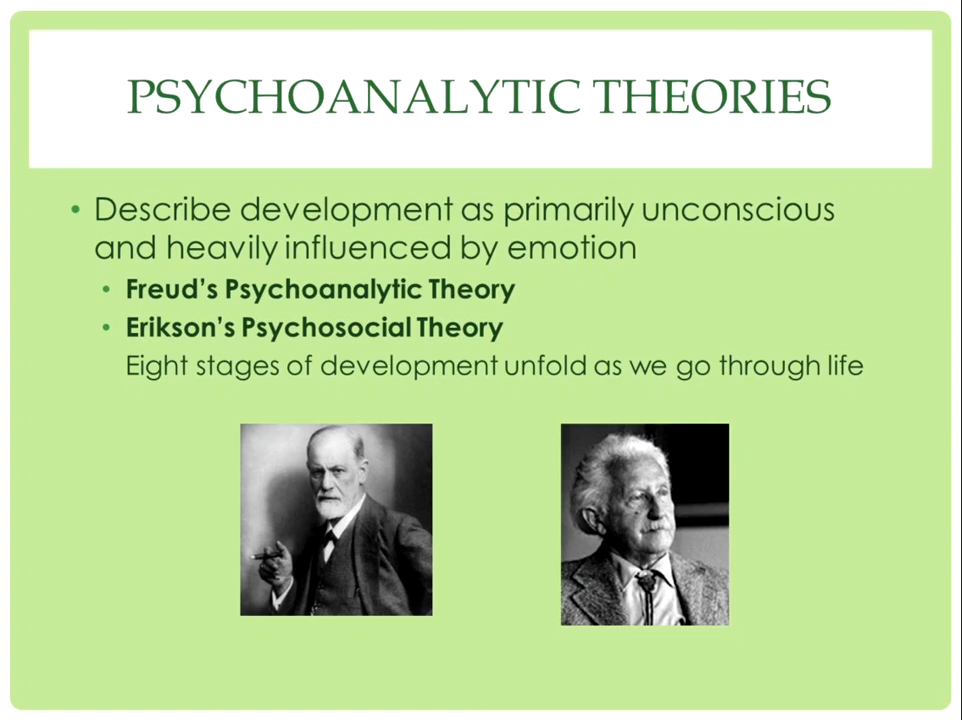 PSYCHOANALYTIC THEORIES
• Describe development as primarily unconscious
and heavily influenced by emotion
• Freud's Psychoanalytic Theory
• Erikson's Psychosocial Theory
Eight stages of development unfold as we go through life